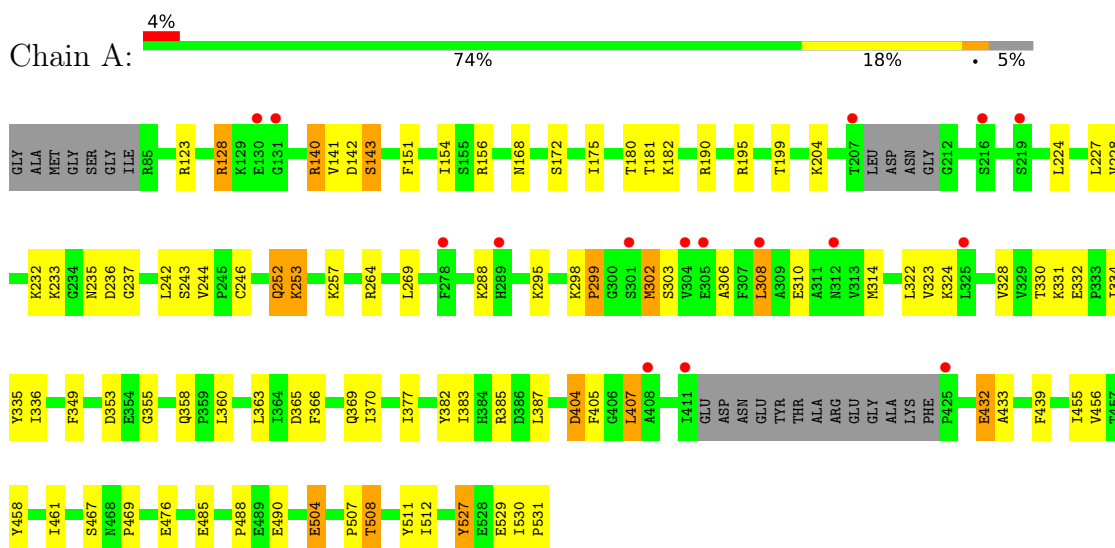 4%
Chain A:
74% 18% • 5%
GLY ALA MET GLY SER GLY ILE R85 R123 R128 K129 E130 G131 R140 V141 D142 S143 F151 I154 S155 R156 N168 S172 I175 T180 T181 K182 R190 R195 T199 K204 T207 LEU ASP ASN GLY G212 S216 S219 L224 L227 V228
K232 K233 G234 N235 D236 G237 L242 S243 V244 P245 C246 Q252 K253 K257 R264 L269 F278 K288 H289 K295 K298 P299 G300 S301 M302 S303 V304 E305 A306 F307 L308 A309 E310 A311 N312 V313 M314 L322 V323 K324 L325 V328 V329 T330 K331 E332 P333 I334
Y335 I336 F349 D353 E354 G355 Q358 P359 L360 L363 I364 D365 F366 Q369 I370 I377 Y382 I383 H384 R385 D386 L387 D404 F405 G406 L407 A408 I411 GLU ASP ASN GLU TYR THR ALA ARG GLU GLY ALA LYS PHE P425 E432 A433 F439 I455 V456 T457
Y458 I461 S467 N468 P469 E476 E485 P488 E489 E490 E504 P507 T508 Y511 I512 Y527 E528 E529 I530 P531